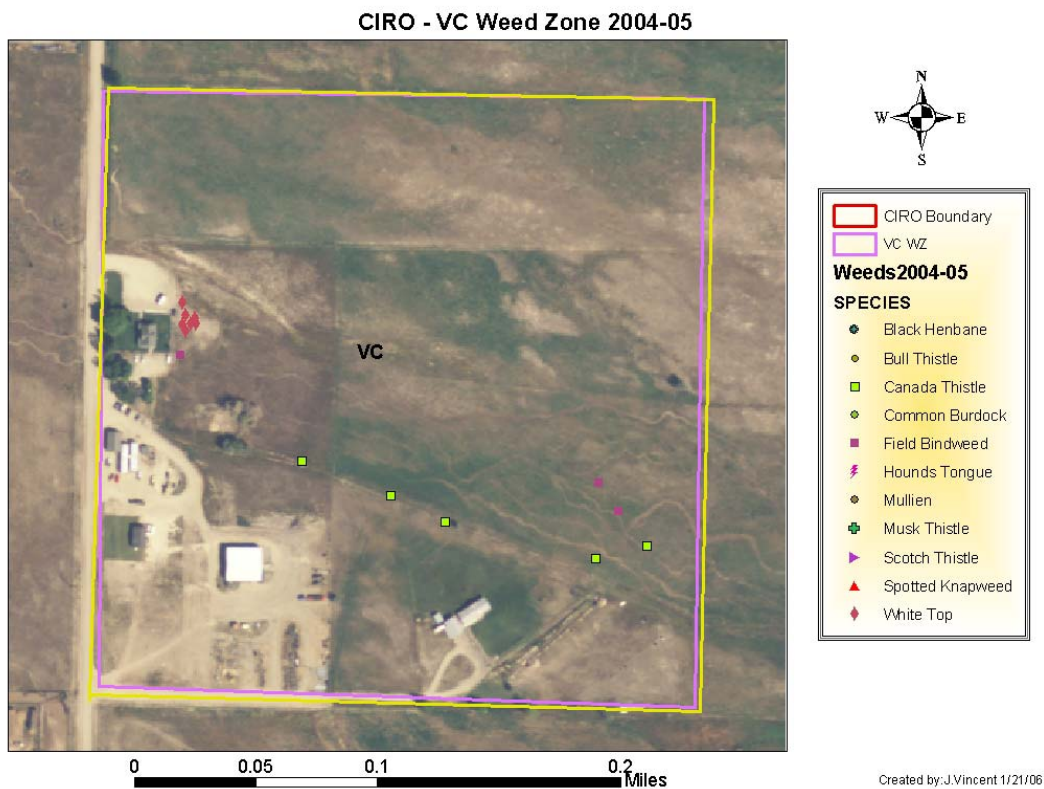 CIRO - VC Weed Zone 2004-05
N
W E
S
CIRO Boundary
VC WZ
Weeds2004-05
SPECIES
Black Henbane
Bull Thistle
Canada Thistle
Common Burdock
Field Bindweed
Hounds Tongue
Mullien
Musk Thistle
Scotch Thistle
Spotted Knapweed
White Top
VC
0 0.05 0.1 0.2
Miles
Created by:J.Vincent 1/21/06